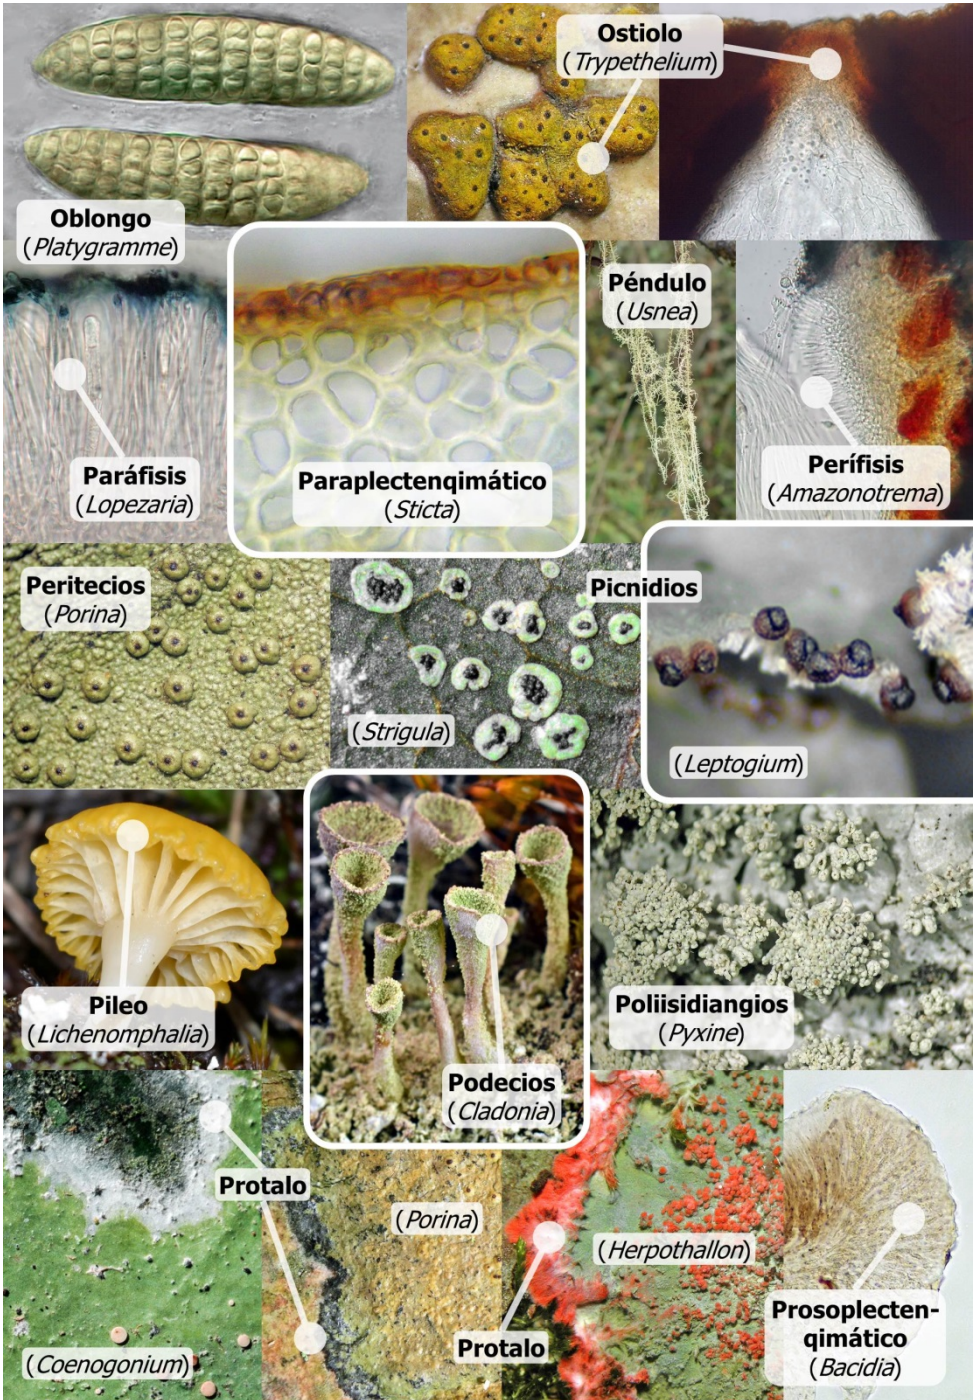 Ostiolo
(Trypethelium)
Oblongo
(Platygramme)
Péndulo
(Usnea)
Paráfisis
(Lopezaria)
Paraplectenqimático
(Sticta)
Perífisis
(Amazonotrema)
Peritecios
(Porina)
Picnidios
(Strigula)
(Leptogium)
Pileo
(Lichenomphalia)
Podecios
(Cladonia)
Poliisidiangios
(Pyxine)
Protalo
(Coenogonium)
(Porina)
Protalo
(Herpothallon)
Prosoplecten-
qimático
(Bacidia)